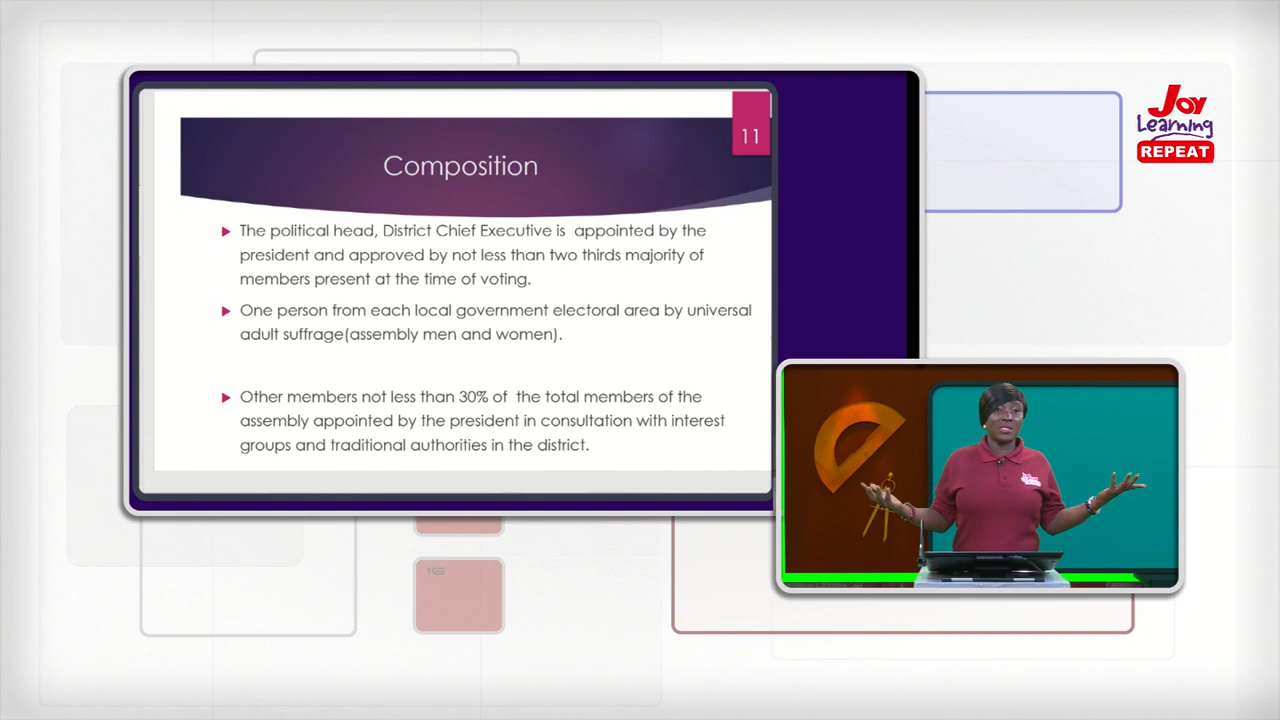 11
Composition
The political head, District Chief Executive is appointed by the
president and approved by not less than two thirds majority of
members present at the time of voting.
One person from each local government electoral area by universal
adult suffrage(assembly men and women).
Other members not less than 30% of the total members of the
assembly appointed by the president in consultation with interest
groups and traditional authorities in the district.
JOY
Learning
REPEAT